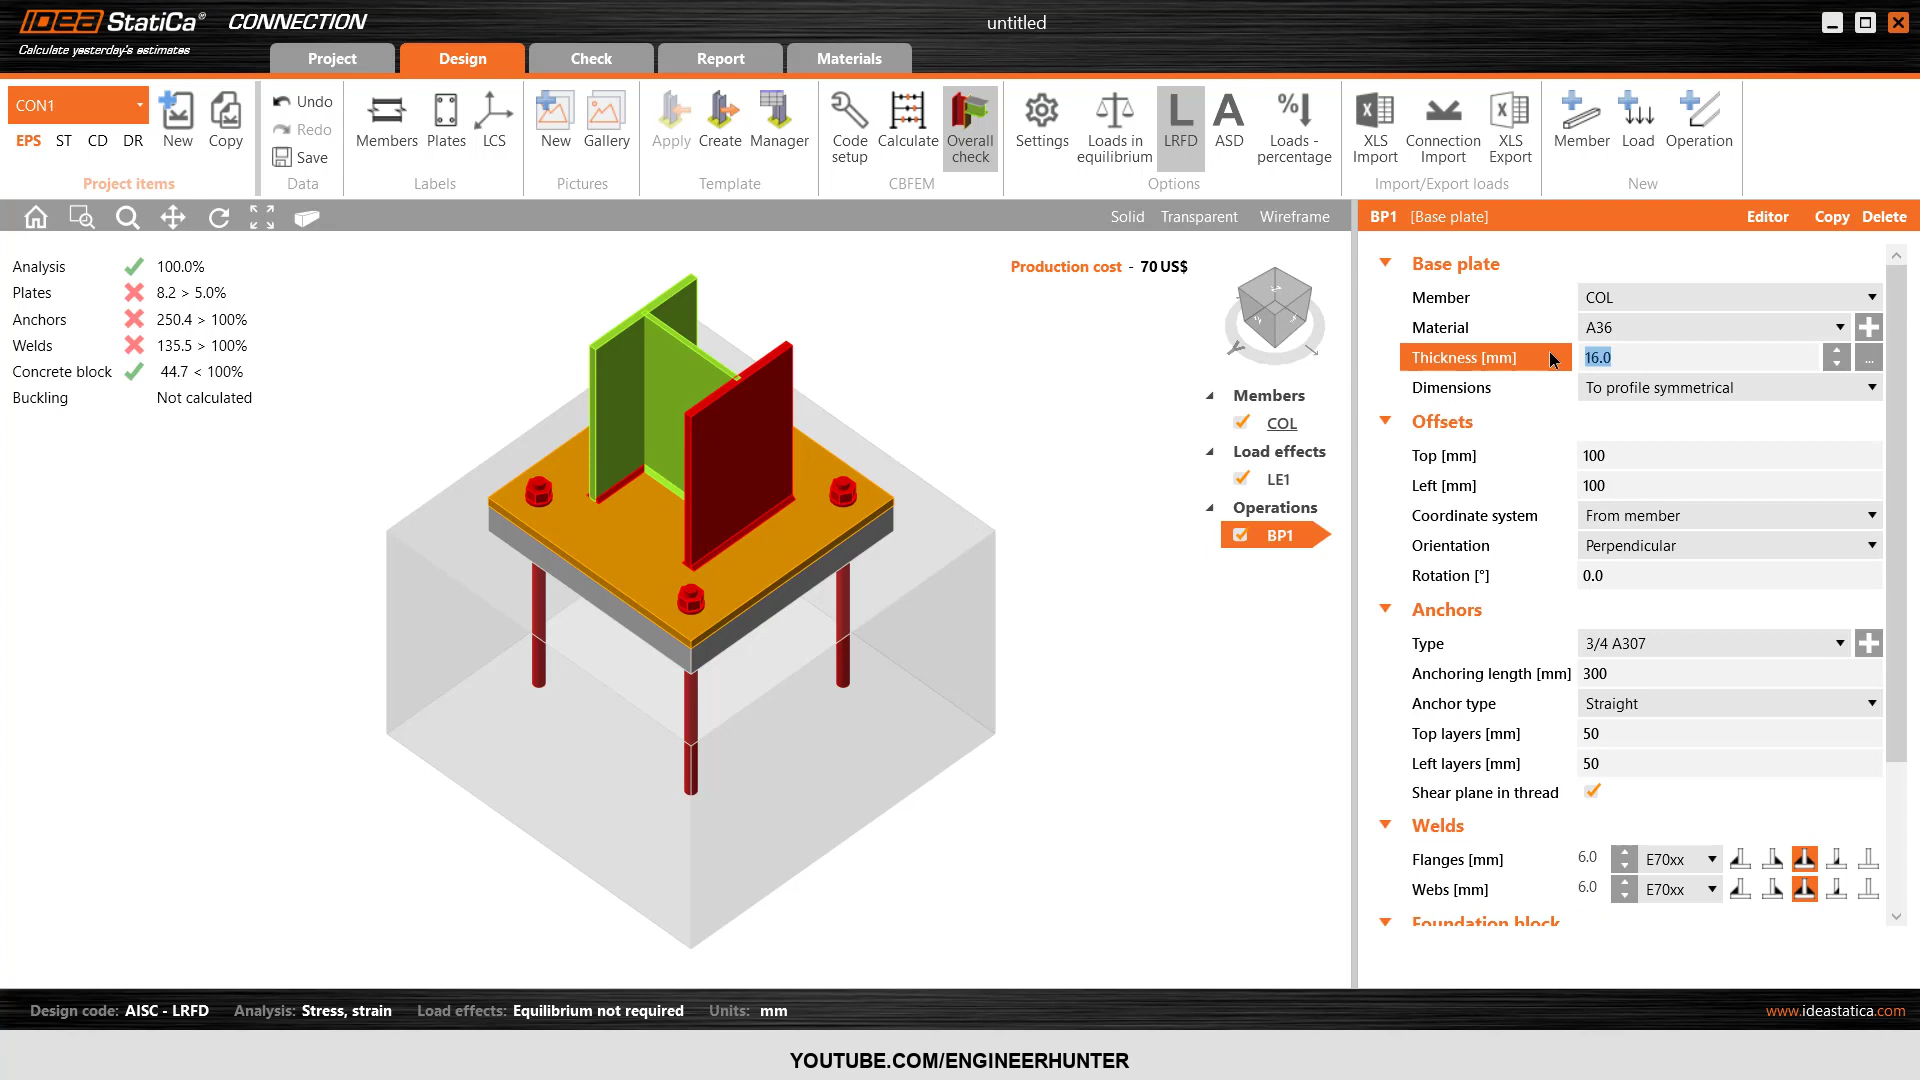 IDEA StatiCa® CONNECTION
Calculate yesterday's estimates
untitled
Project Design Check Report Materials
CON1
EPS ST CD DR New Copy
Project items
Undo
Redo
Save
Data
Members Plates LCS
Labels
New Gallery
Pictures
Apply Create Manager
Template
Code setup Calculate Overall check
CBFEM
Settings Loads in equilibrium LRFD ASD Loads - percentage
Options
XLS Import Connection Import XLS Export
Import/Export loads
Member Load Operation
New
Solid Transparent Wireframe
BP1 [Base plate] Editor Copy Delete
Analysis 100.0%
Plates 8.2 > 5.0%
Anchors 250.4 > 100%
Welds 135.5 > 100%
Concrete block 44.7 < 100%
Buckling Not calculated
Production cost - 70 US$
Members
COL
Load effects
LE1
Operations
BP1
Base plate
Member COL
Material A36
Thickness [mm] 16.0
...
Dimensions To profile symmetrical
Offsets
Top [mm] 100
Left [mm] 100
Coordinate system From member
Orientation Perpendicular
Rotation [°] 0.0
Anchors
Type 3/4 A307
Anchoring length [mm] 300
Anchor type Straight
Top layers [mm] 50
Left layers [mm] 50
Shear plane in thread
Welds
Flanges [mm] 6.0 E70xx
Webs [mm] 6.0 E70xx
Foundation block
Design code: AISC - LRFD Analysis: Stress, strain Load effects: Equilibrium not required Units: mm
www.ideastatica.com
YOUTUBE.COM/ENGINEERHUNTER